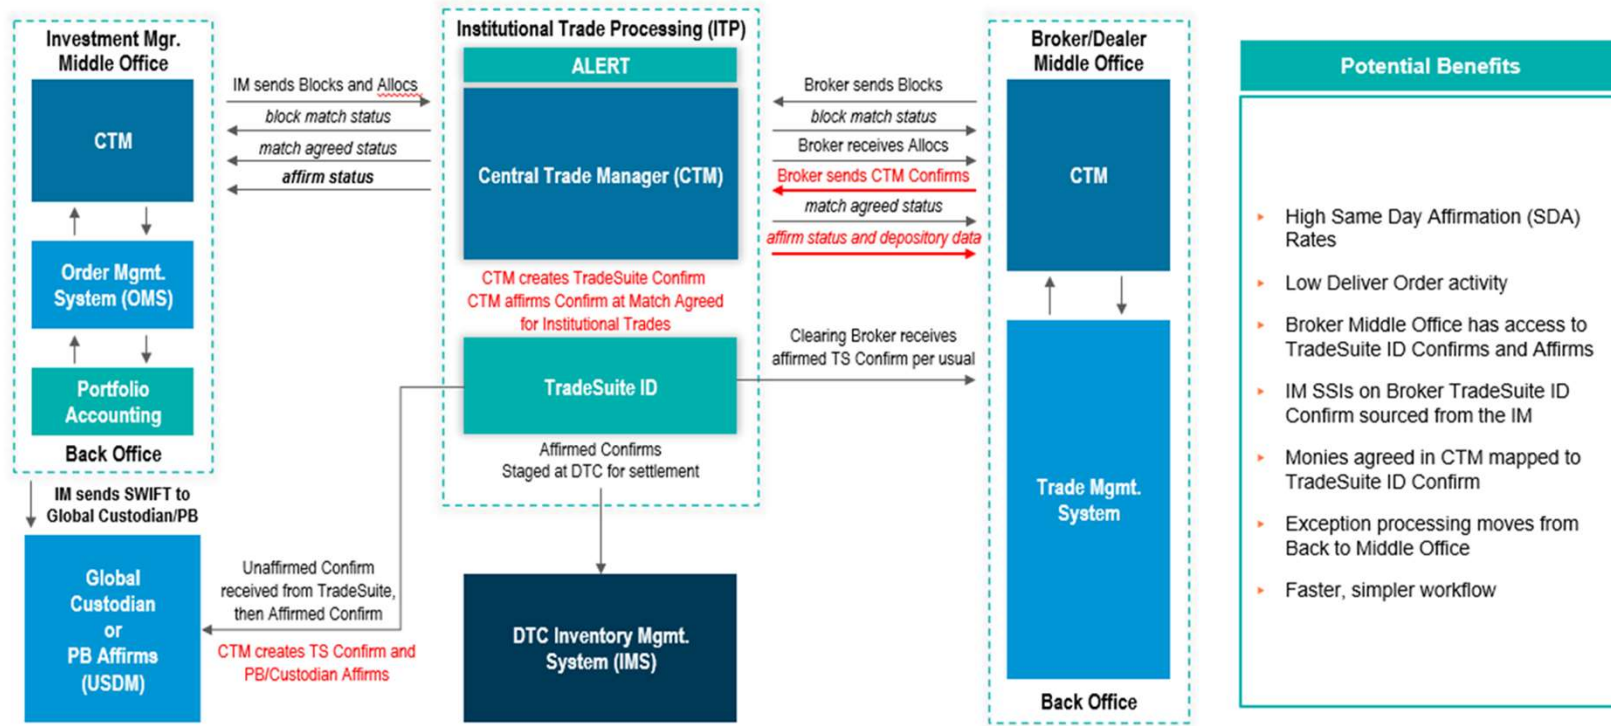 Investment Mgr.
Middle Office
CTM
Order Mgmt.
System (OMS)
Portfolio
Accounting
Back Office
IM sends SWIFT to
Global Custodian/PB
Global
Custodian
or
PB Affirms
(USDM)
IM sends Blocks and Allocs
block match status
match agreed status
affirm status
Institutional Trade Processing (ITP)
ALERT
Central Trade Manager (CTM)
CTM creates TradeSuite Confirm
CTM affirms Confirm at Match Agreed
for Institutional Trades
TradeSuite ID
Affirmed Confirms
Staged at DTC for settlement
Unaffirmed Confirm
received from TradeSuite,
then Affirmed Confirm
CTM creates TS Confirm and
PB/Custodian Affirms
DTC Inventory Mgmt.
System (IMS)
Broker sends Blocks
block match status
Broker receives Allocs
Broker sends CTM Confirms
match agreed status
affirm status and depository data
Clearing Broker receives
affirmed TS Confirm per usual
Broker/Dealer
Middle Office
CTM
Trade Mgmt.
System
Back Office
Potential Benefits
▸ High Same Day Affirmation (SDA)
Rates
▸ Low Deliver Order activity
▸ Broker Middle Office has access to
TradeSuite ID Confirms and Affirms
▸ IM SSIs on Broker TradeSuite ID
Confirm sourced from the IM
▸ Monies agreed in CTM mapped to
TradeSuite ID Confirm
▸ Exception processing moves from
Back to Middle Office
▸ Faster, simpler workflow